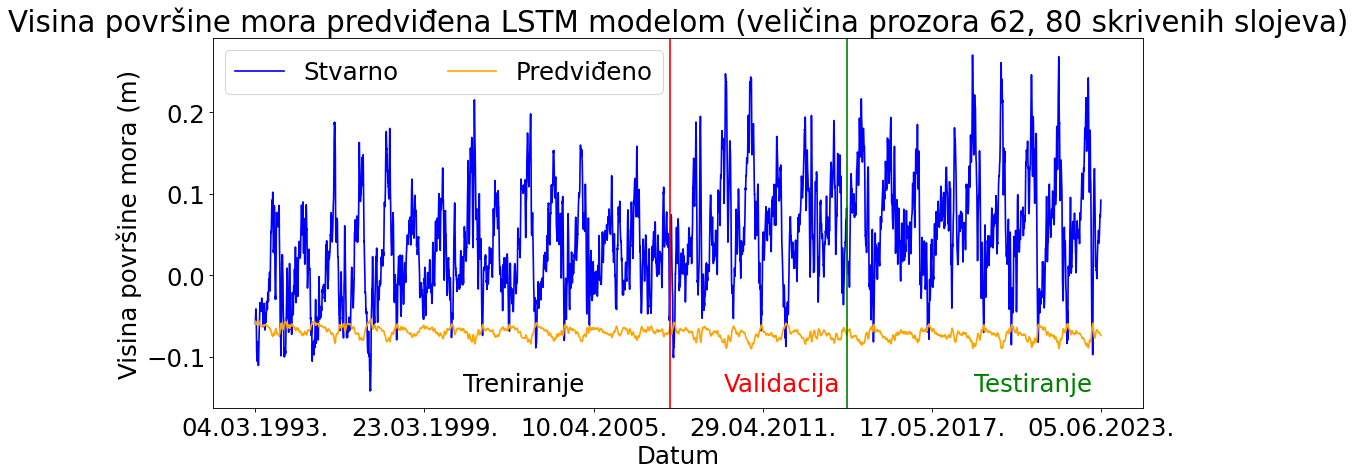 Visina površine mora predviđena LSTM modelom (veličina prozora 62, 80 skrivenih slojeva)
Stvarno
Predviđeno
Visina površine mora (m)
0.2
0.1
0.0
−0.1
Treniranje
Validacija
Testiranje
04.03.1993.
23.03.1999.
10.04.2005.
29.04.2011.
17.05.2017.
05.06.2023.
Datum